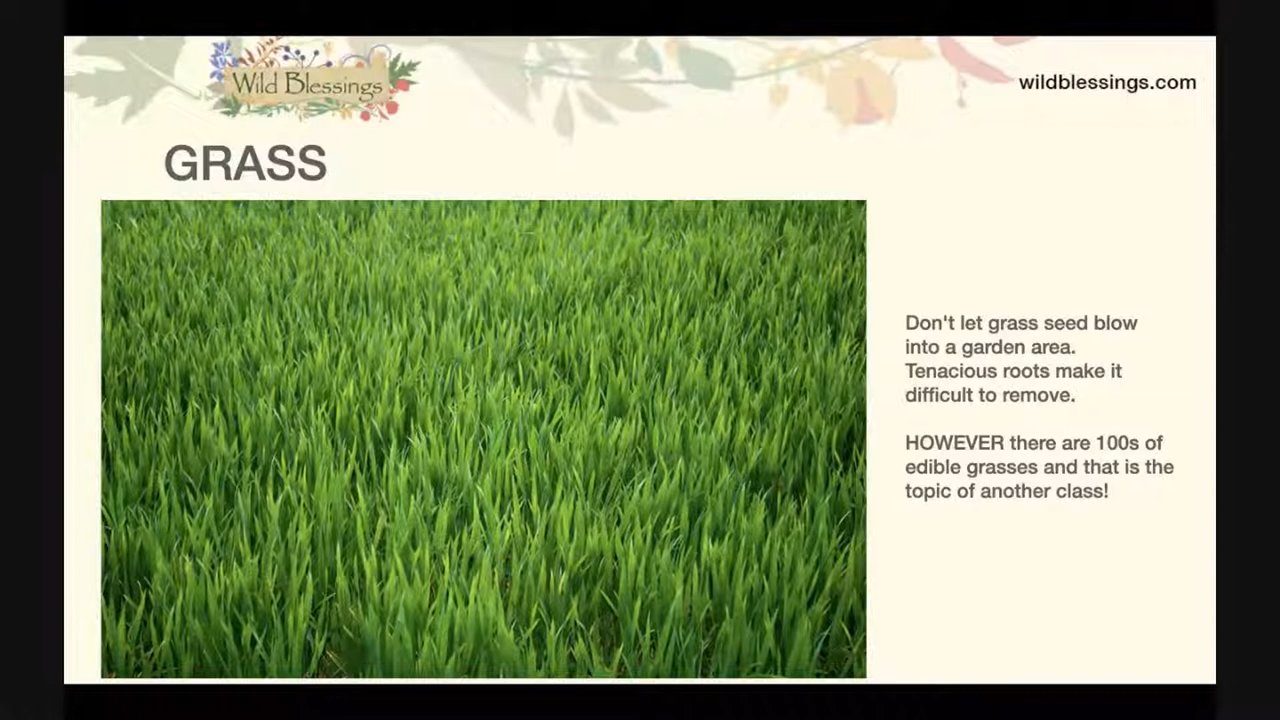 Wild Blessings
wildblessings.com
GRASS
Don't let grass seed blow
into a garden area.
Tenacious roots make it
difficult to remove.
HOWEVER there are 100s of
edible grasses and that is the
topic of another class!